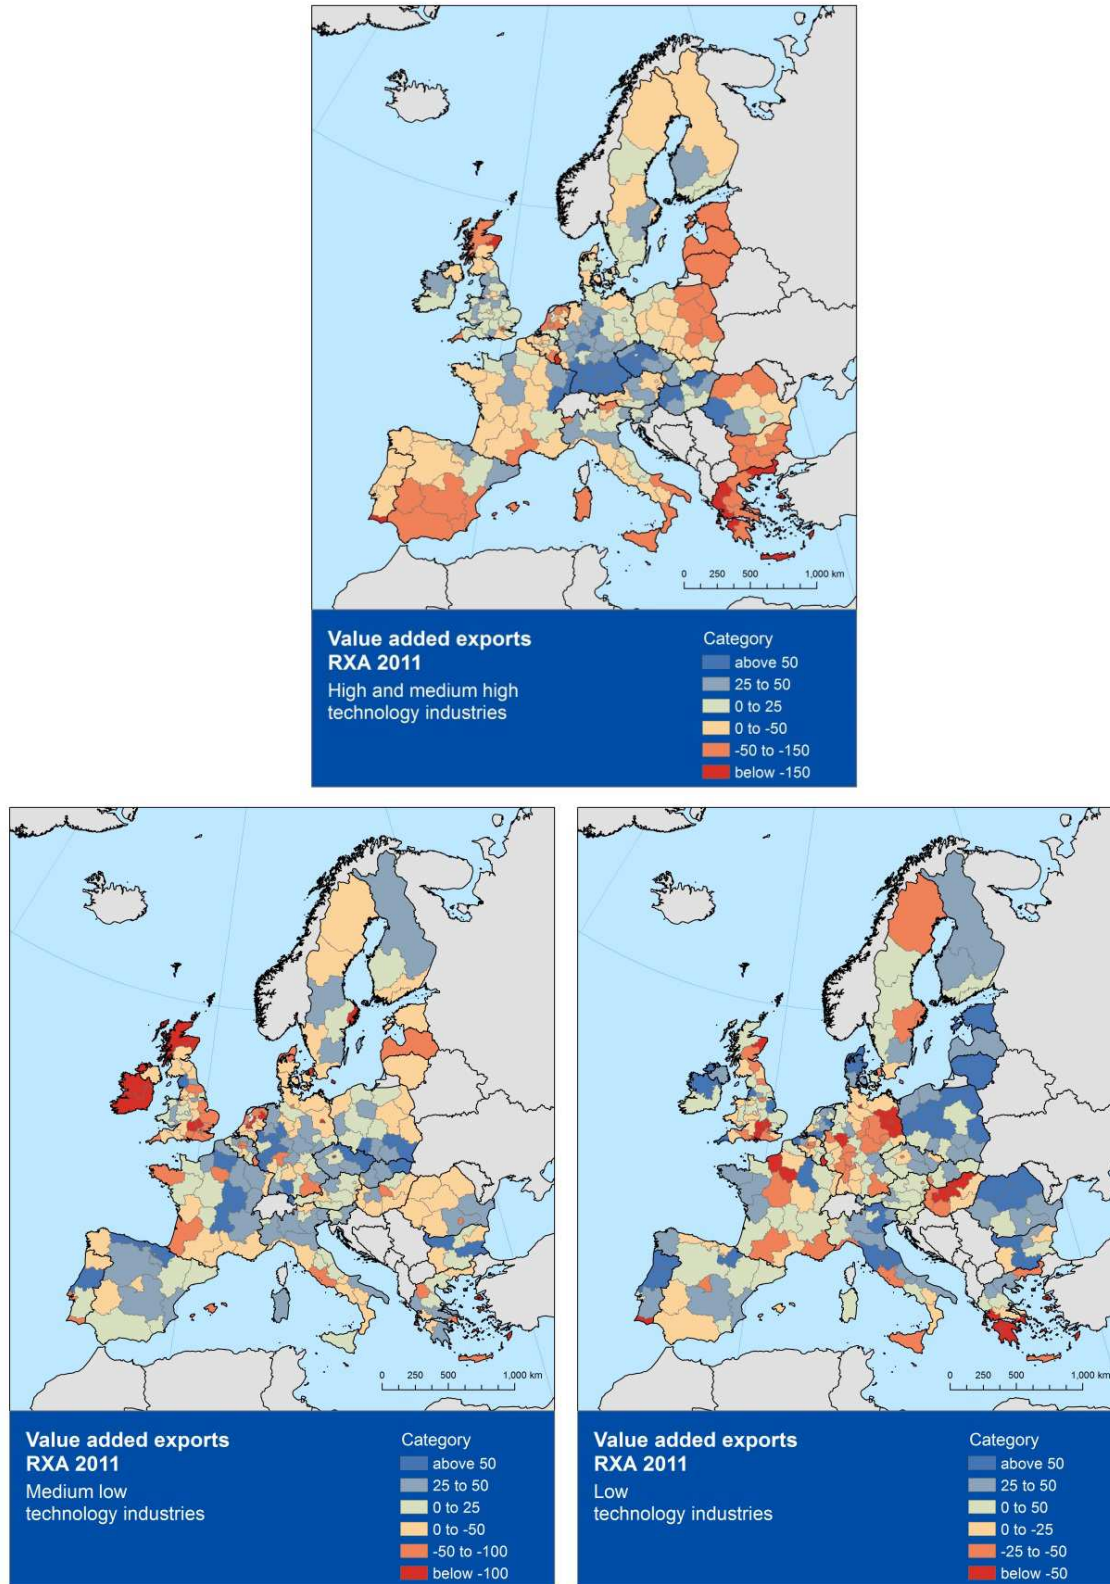 0 250 500 1,000 km
Value added exports
RXA 2011
High and medium high
technology industries
Category
above 50
25 to 50
0 to 25
0 to -50
-50 to -150
below -150
0 250 500 1,000 km
Value added exports
RXA 2011
Medium low
technology industries
Category
above 50
25 to 50
0 to 25
0 to -50
-50 to -100
below -100
0 250 500 1,000 km
Value added exports
RXA 2011
Low
technology industries
Category
above 50
25 to 50
0 to 50
0 to -25
-25 to -50
below -50